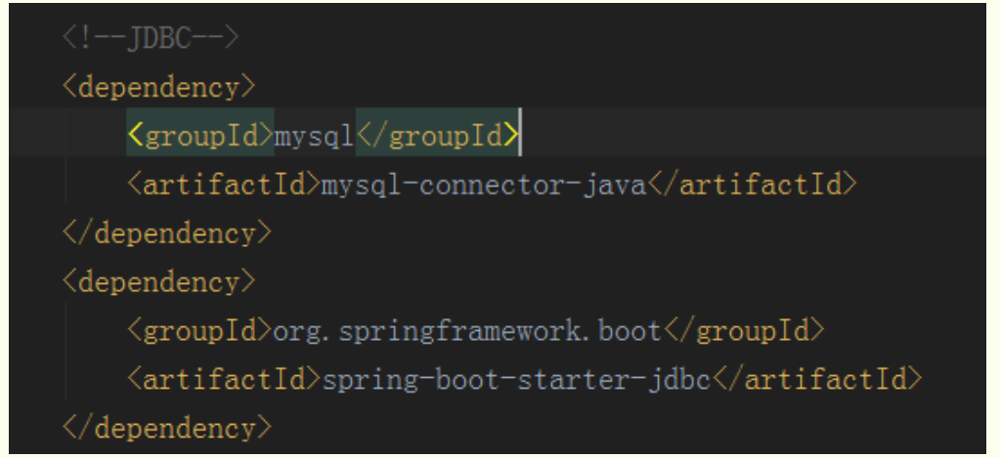 <!--JDBC-->
<dependency>
<groupId>mysql</groupId>
<artifactId>mysql-connector-java</artifactId>
</dependency>
<dependency>
<groupId>org.springframework.boot</groupId>
<artifactId>spring-boot-starter-jdbc</artifactId>
</dependency>